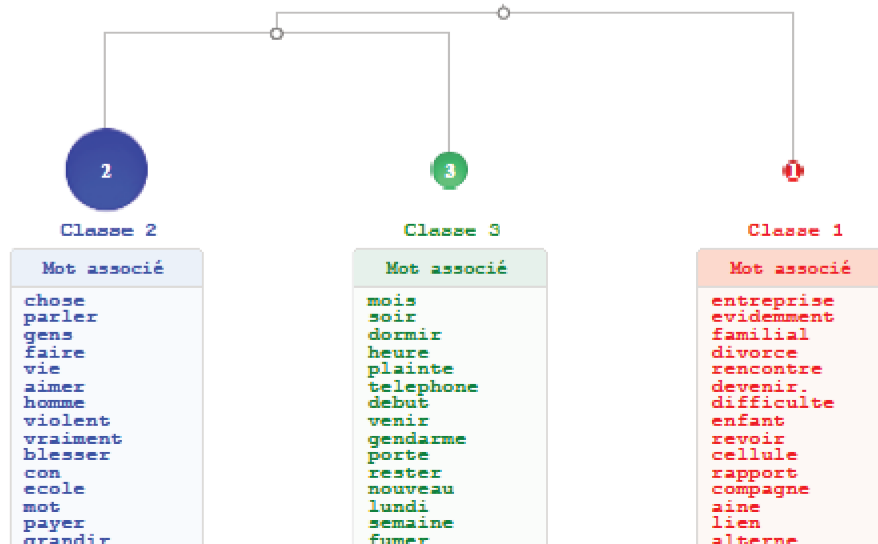 2
3
1
Classe 2
Classe 3
Classe 1
Mot associé
chose
parler
gens
faire
vie
aimer
homme
violent
vraiment
blesser
con
ecole
mot
payer
grandir
Mot associé
mois
soir
dormir
heure
plainte
telephone
debut
venir
gendarme
porte
rester
nouveau
lundi
semaine
fumer
Mot associé
entreprise
evidemment
familial
divorce
rencontre
devenir.
difficulte
enfant
revoir
cellule
rapport
compagne
aine
lien
alterne